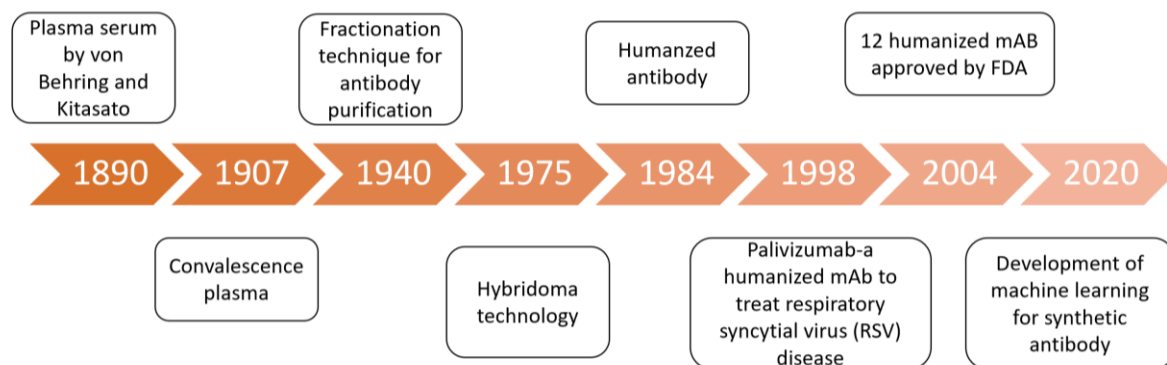 Plasma serum
by von
Behring and
Kitasato
Fractionation
technique for
antibody
purification
Humanzed
antibody
12 humanized mAB
approved by FDA
1890
1907
1940
1975
1984
1998
2004
2020
Convalescence
plasma
Hybridoma
technology
Palivizumab-a
humanized mAb to
treat respiratory
syncytial virus (RSV)
disease
Development of
machine learning
for synthetic
antibody